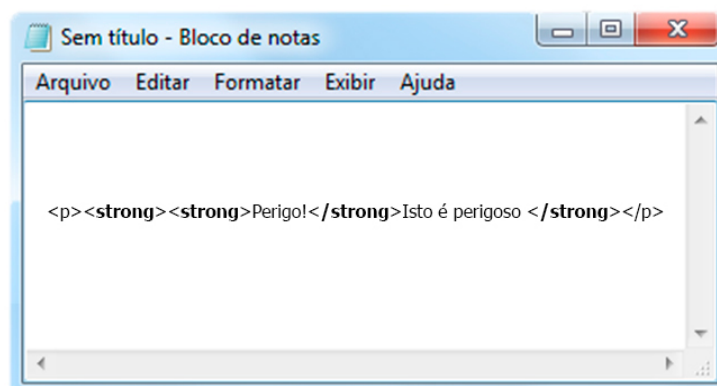 Sem título - Bloco de notas
Arquivo Editar Formatar Exibir Ajuda
<p><strong><strong>Perigo!</strong>Isto é perigoso </strong></p>